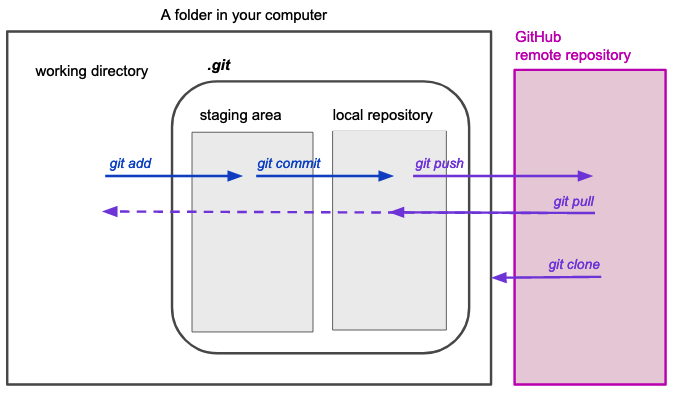 A folder in your computer
GitHub
remote repository
working directory
.git
staging area
local repository
git add
git commit
git push
git pull
git clone